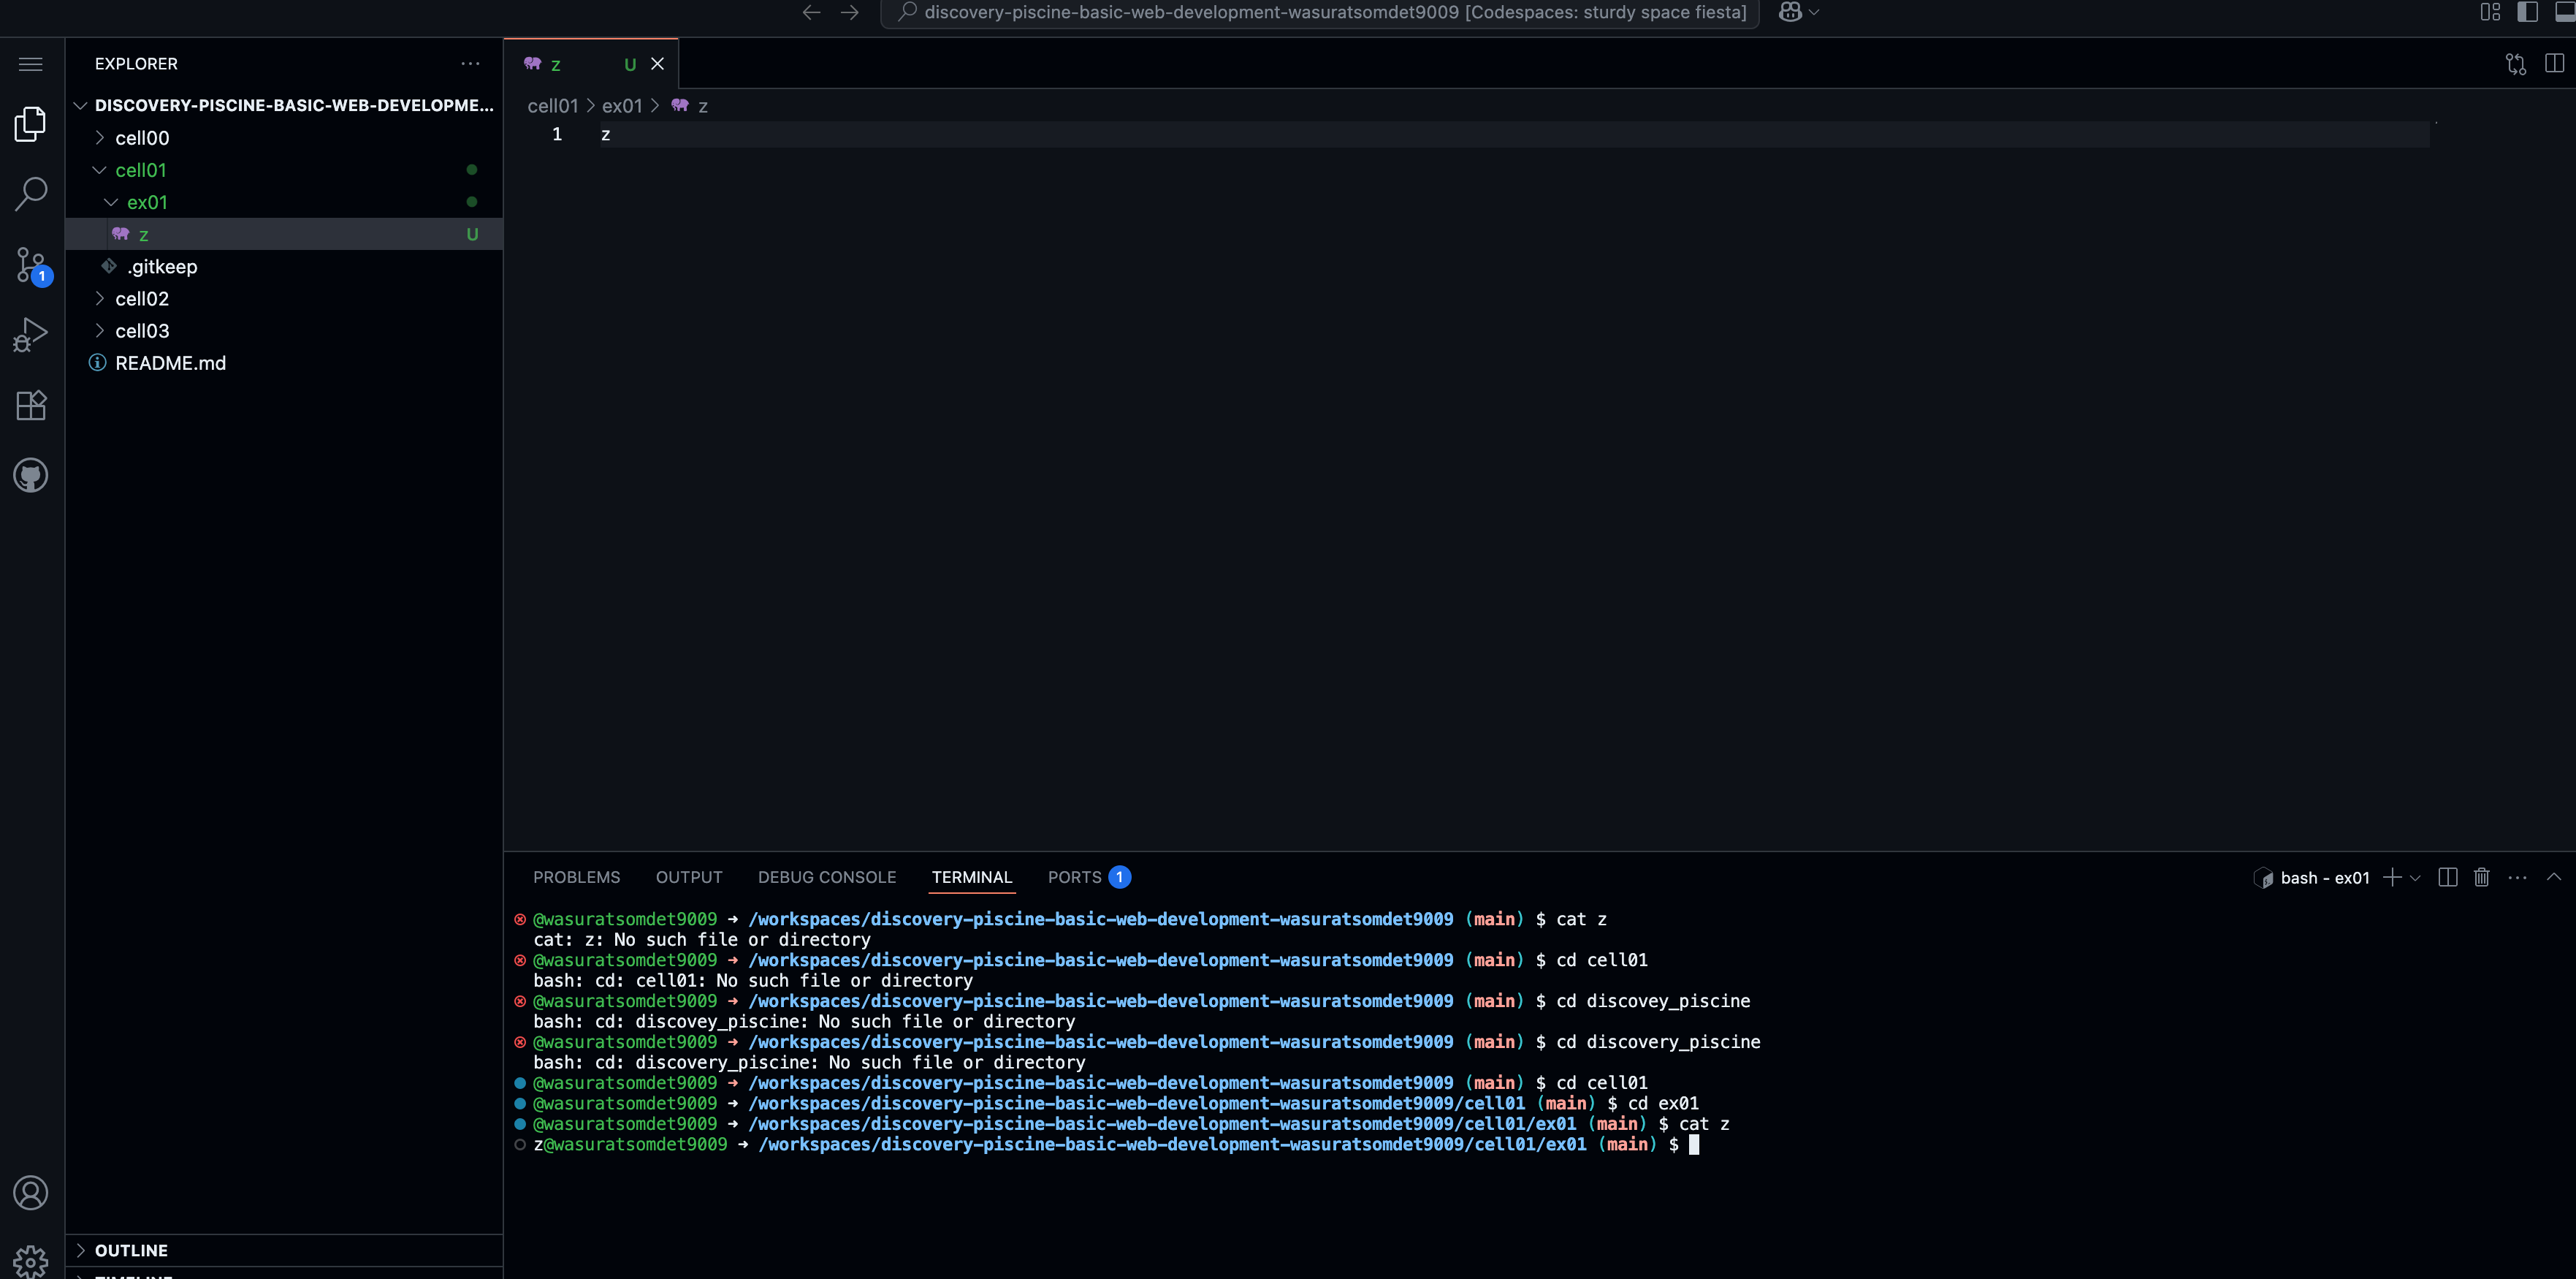 discovery-piscine-basic-web-development-wasuratsomdet9009 [Codespaces: sturdy space fiesta]
EXPLORER
DISCOVERY-PISCINE-BASIC-WEB-DEVELOPME...
cell00
cell01
ex01
z U
.gitkeep
cell02
cell03
README.md
1
OUTLINE
TIMELINE
z U
cell01 > ex01 > z
1 z
PROBLEMS OUTPUT DEBUG CONSOLE TERMINAL PORTS 1
bash - ex01
@wasuratsomdet9009 → /workspaces/discovery-piscine-basic-web-development-wasuratsomdet9009 (main) $ cat z
cat: z: No such file or directory
@wasuratsomdet9009 → /workspaces/discovery-piscine-basic-web-development-wasuratsomdet9009 (main) $ cd cell01
bash: cd: cell01: No such file or directory
@wasuratsomdet9009 → /workspaces/discovery-piscine-basic-web-development-wasuratsomdet9009 (main) $ cd discovey_piscine
bash: cd: discovey_piscine: No such file or directory
@wasuratsomdet9009 → /workspaces/discovery-piscine-basic-web-development-wasuratsomdet9009 (main) $ cd discovery_piscine
bash: cd: discovery_piscine: No such file or directory
@wasuratsomdet9009 → /workspaces/discovery-piscine-basic-web-development-wasuratsomdet9009 (main) $ cd cell01
@wasuratsomdet9009 → /workspaces/discovery-piscine-basic-web-development-wasuratsomdet9009/cell01 (main) $ cd ex01
@wasuratsomdet9009 → /workspaces/discovery-piscine-basic-web-development-wasuratsomdet9009/cell01/ex01 (main) $ cat z
z@wasuratsomdet9009 → /workspaces/discovery-piscine-basic-web-development-wasuratsomdet9009/cell01/ex01 (main) $